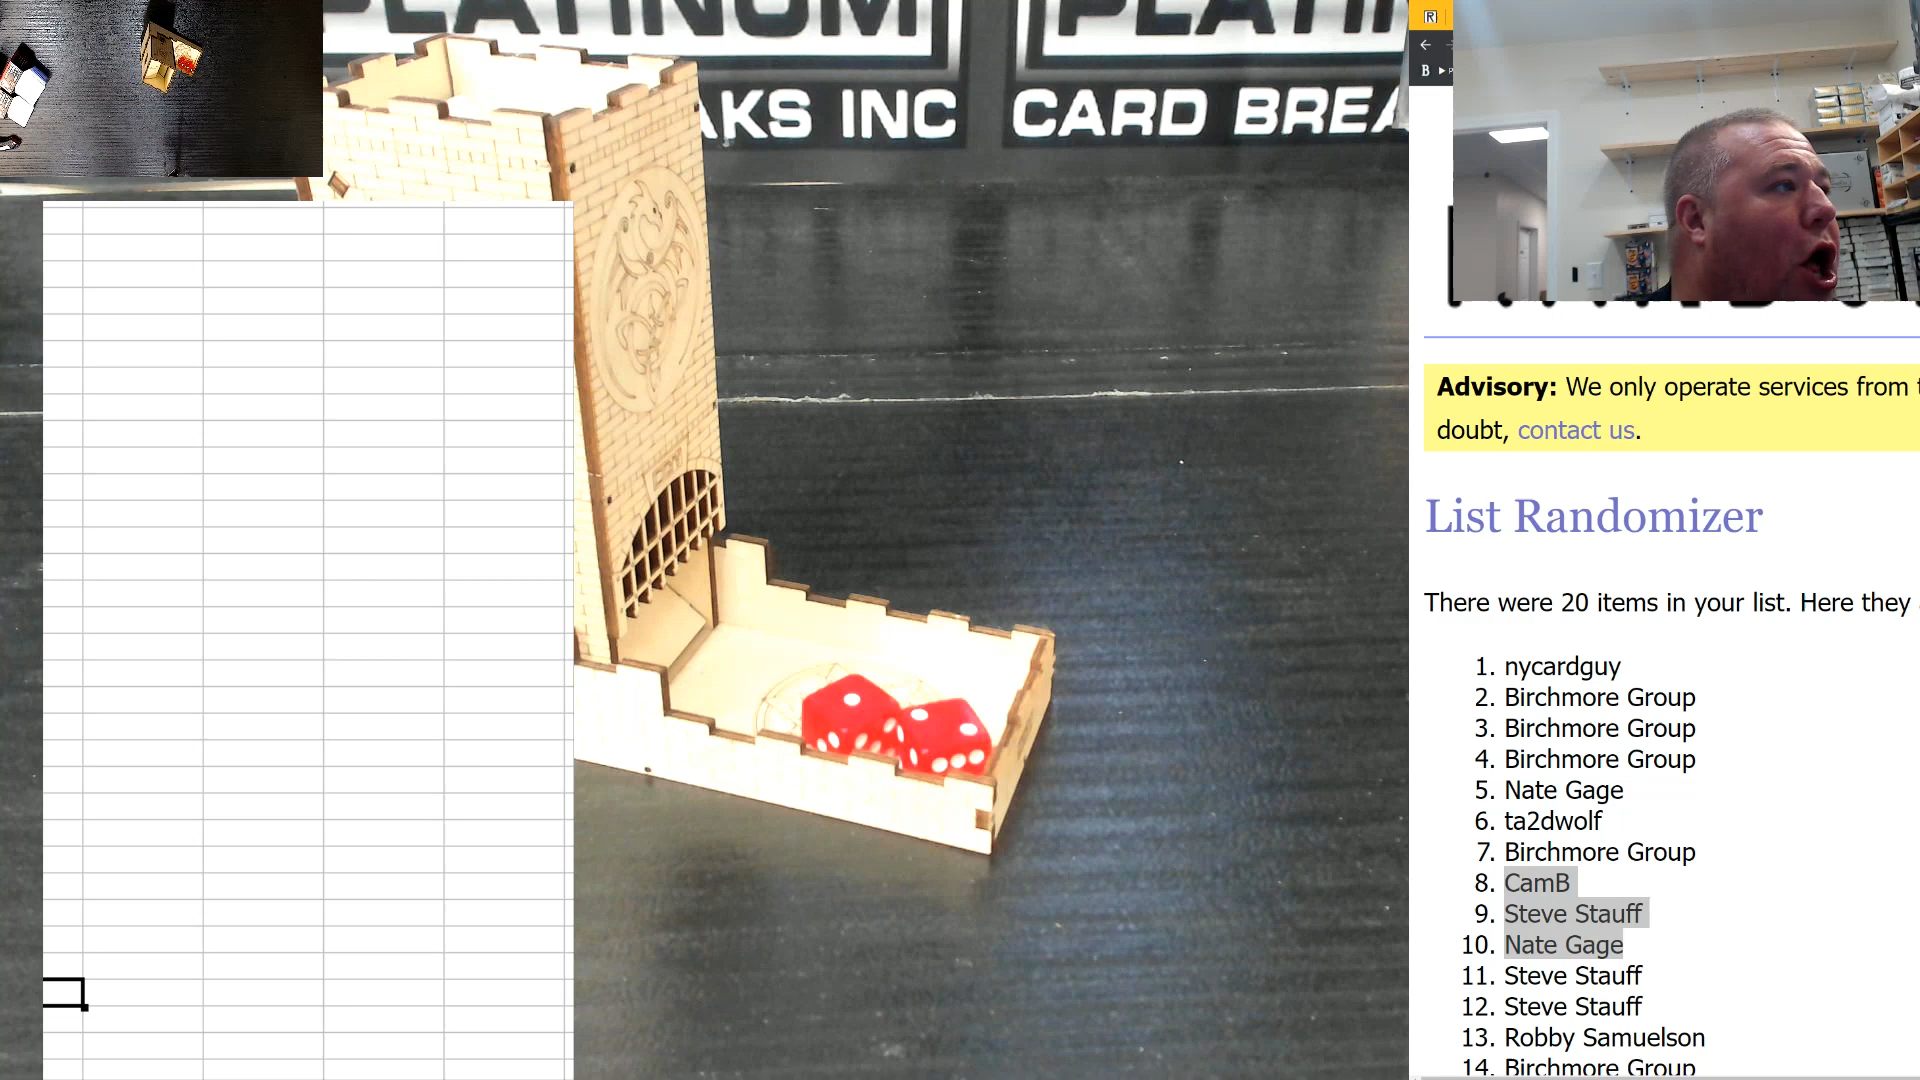 PLATINUM
AKS INC
CARD BREA
R
B
Advisory: We only operate services from
doubt, contact us.
List Randomizer
There were 20 items in your list. Here they
1. nycardguy
2. Birchmore Group
3. Birchmore Group
4. Birchmore Group
5. Nate Gage
6. ta2dwolf
7. Birchmore Group
8. CamB
9. Steve Stauff
10. Nate Gage
11. Steve Stauff
12. Steve Stauff
13. Robby Samuelson
14. Birchmore Group